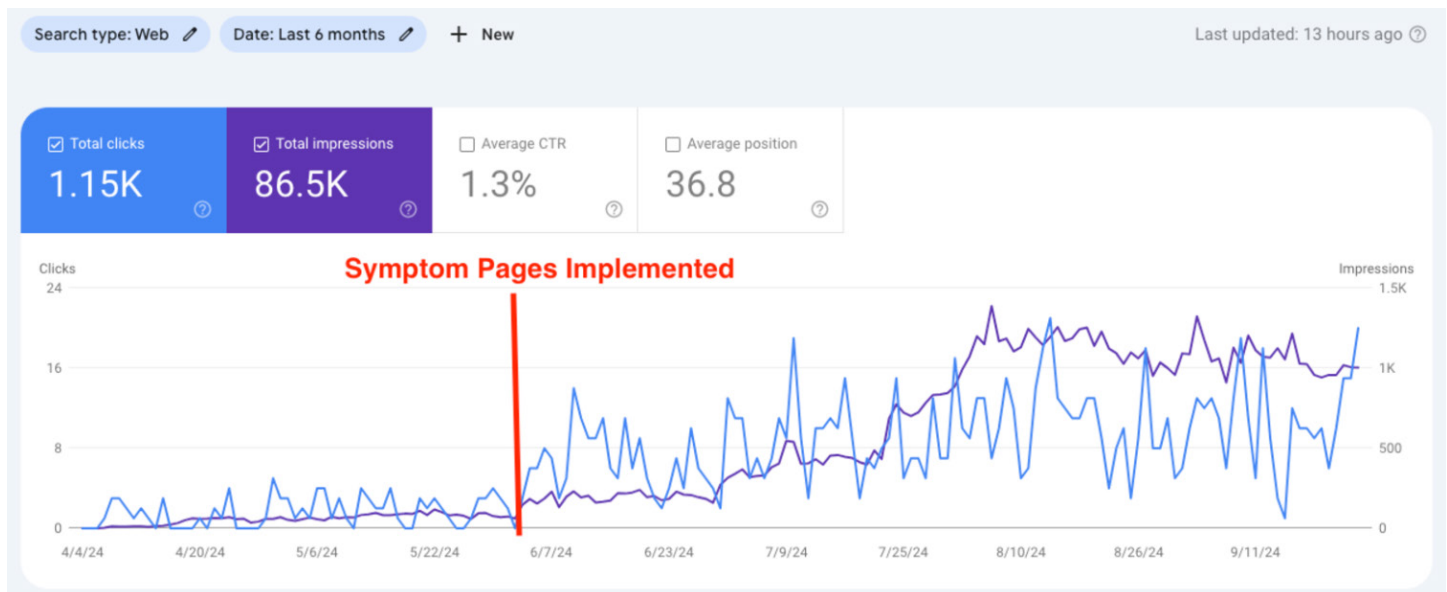 Search type: Web Date: Last 6 months + New Last updated: 13 hours ago
Total clicks Total impressions Average CTR Average position
1.15K 86.5K 1.3% 36.8
Symptom Pages Implemented
Clicks Impressions
24 1.5K
16 1K
8 500
0 0
4/4/24 4/20/24 5/6/24 5/22/24 6/7/24 6/23/24 7/9/24 7/25/24 8/10/24 8/26/24 9/11/24